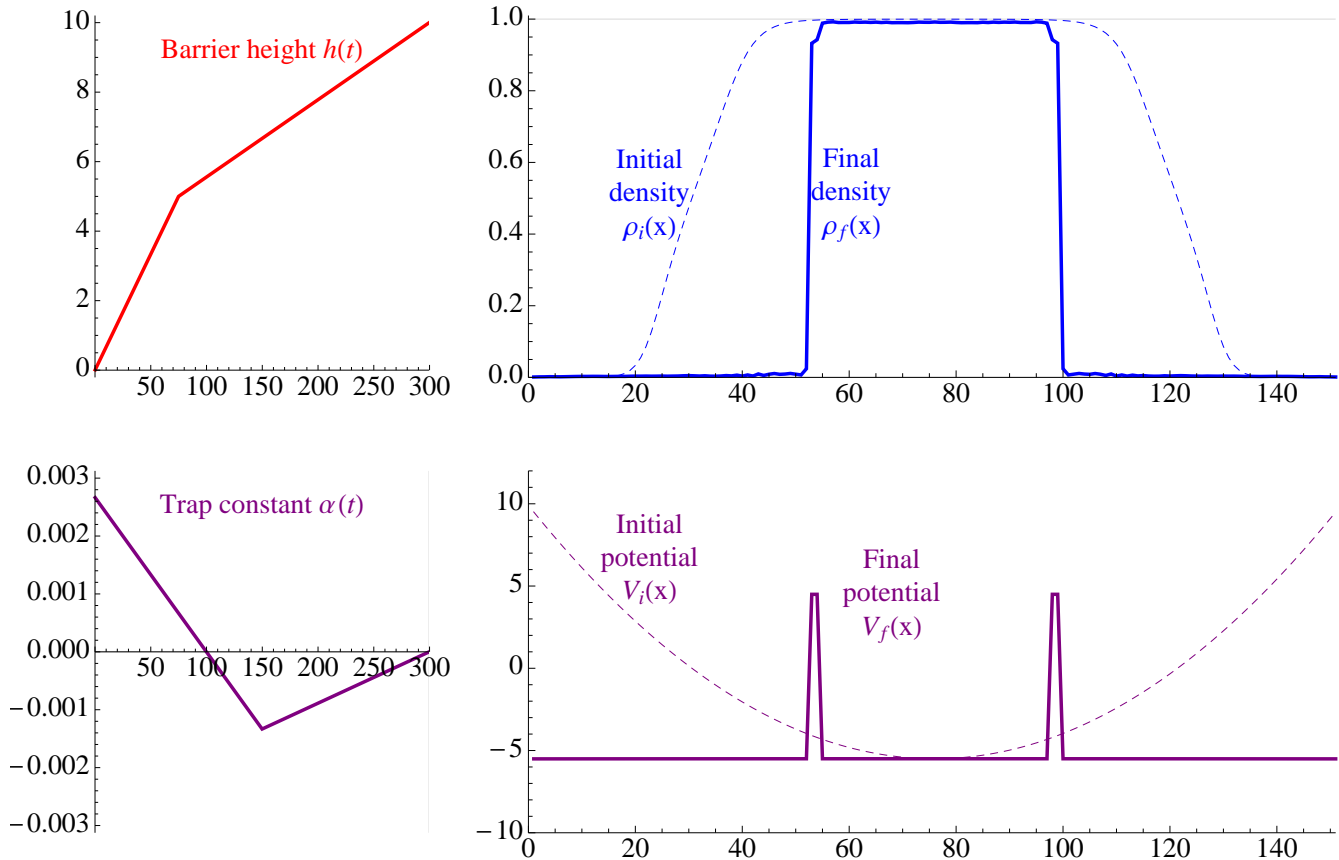 Barrier height h(t)
10
8
6
4
2
0
50 100 150 200 250 300
1.0
0.8
0.6
0.4
0.2
0.0
Initial
density
ρi(x)
Final
density
ρf(x)
0 20 40 60 80 100 120 140
Trap constant α(t)
0.003
0.002
0.001
0.000
−0.001
−0.002
−0.003
50 100 150 200 250 300
10
5
0
−5
−10
Initial
potential
Vi(x)
Final
potential
Vf(x)
0 20 40 60 80 100 120 140